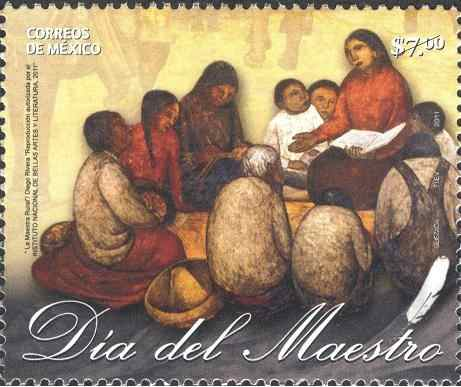 CORREOS
DE MÉXICO
$7.00
"La Maestra Rural"/ Diego Rivera "Reproducción autorizada por el
INSTITUTO NACIONAL DE BELLAS ARTES Y LITERATURA, 2011"
TIEV
2011
Día del Maestro